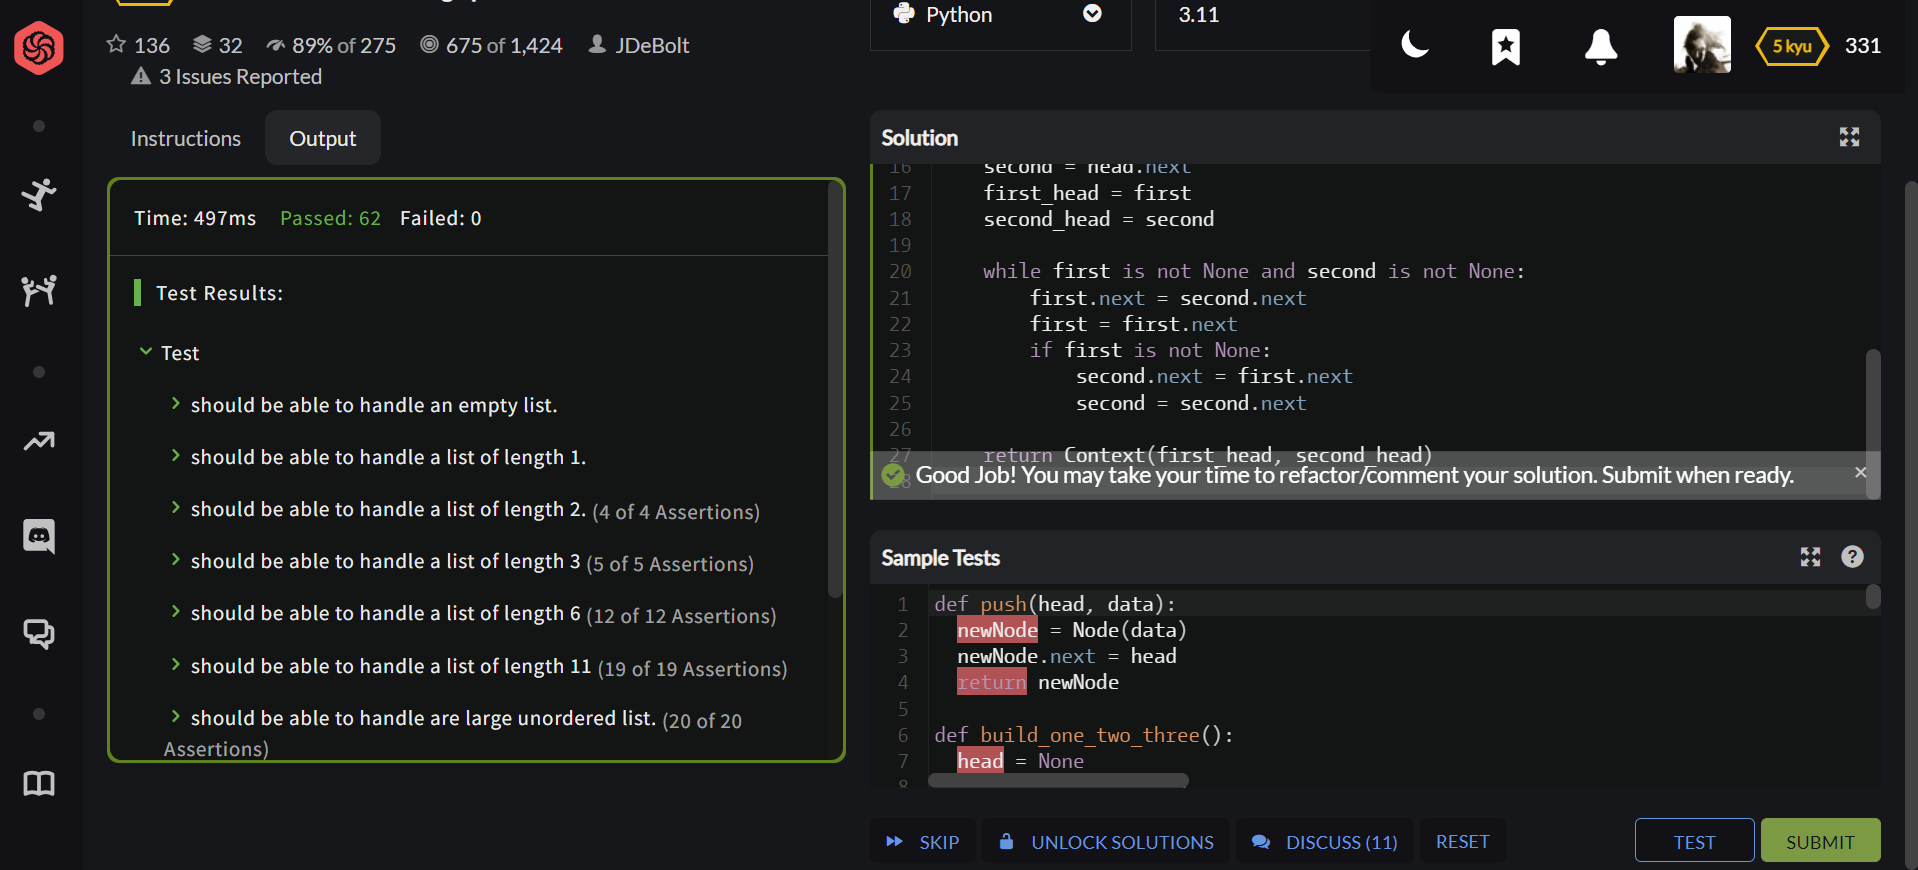 136 32 89% of 275 675 of 1,424 JDeBolt
3 Issues Reported
Python
3.11
5 kyu 331
Instructions Output
Time: 497ms Passed: 62 Failed: 0
Test Results:
Test
should be able to handle an empty list.
should be able to handle a list of length 1.
should be able to handle a list of length 2. (4 of 4 Assertions)
should be able to handle a list of length 3 (5 of 5 Assertions)
should be able to handle a list of length 6 (12 of 12 Assertions)
should be able to handle a list of length 11 (19 of 19 Assertions)
should be able to handle are large unordered list. (20 of 20
Assertions)
Solution
16 second = head.next
17 first_head = first
18 second_head = second
19
20 while first is not None and second is not None:
21 first.next = second.next
22 first = first.next
23 if first is not None:
24 second.next = first.next
25 second = second.next
26
27 return Context(first_head, second_head)
28
Good Job! You may take your time to refactor/comment your solution. Submit when ready.
Sample Tests
1 def push(head, data):
2 newNode = Node(data)
3 newNode.next = head
4 return newNode
5
6 def build_one_two_three():
7 head = None
8
SKIP UNLOCK SOLUTIONS DISCUSS (11) RESET TEST SUBMIT